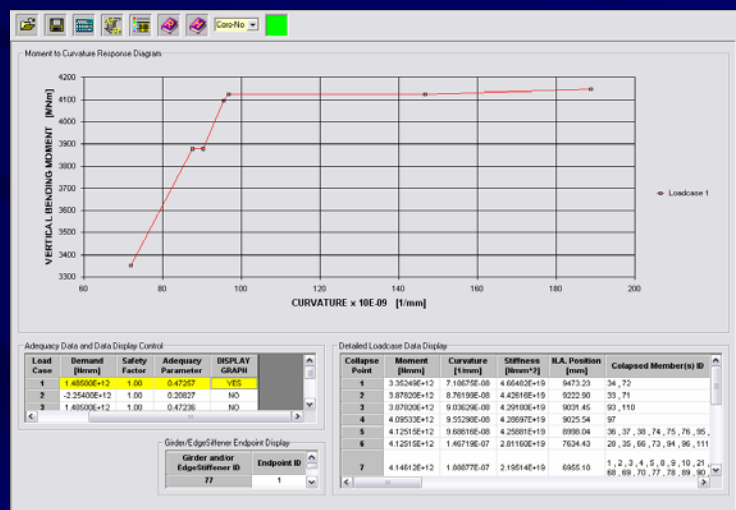 Coro-No
Moment to Curvature Response Diagram
VERTICAL BENDING MOMENT [MNm]
4200
4100
4000
3900
3800
3700
3600
3500
3400
3300
60 80 100 120 140 160 180 200
CURVATURE x 10E-09 [1/mm]
Loadcase 1
Adequacy Data and Data Display Control
Load Case Demand [Nmm] Safety Factor Adequacy Parameter DISPLAY GRAPH
1 1.48500E+12 1.00 0.47257 YES
2 -2.25400E+12 1.00 0.20827 NO
3 1.48500E+12 1.00 0.47236 NO
Girder/EdgeStiffener Endpoint Display
Girder and/or EdgeStiffener ID Endpoint ID
77 1
Detailed Loadcase Data Display
Collapse Point Moment [Nmm] Curvature [1/mm] Stiffness [Nmm^2] N.A. Position [mm] Colapsed Member(s) ID
1 3.35249E+12 7.18675E-08 4.66482E+19 9473.23 34 , 72
2 3.87820E+12 8.76199E-08 4.42616E+19 9222.90 33 , 71
3 3.87820E+12 9.03629E-08 4.29180E+19 9031.45 93 , 110
4 4.09533E+12 9.55290E-08 4.28697E+19 9025.54 97
5 4.12515E+12 9.68616E-08 4.25881E+19 8998.04 36 , 37 , 38 , 74 , 75 , 76 , 95 ,
6 4.12515E+12 1.46719E-07 2.81160E+19 7634.43 28 , 35 , 66 , 73 , 94 , 96 , 111
7 4.14612E+12 1.88877E-07 2.19514E+19 6955.10 1 , 2 , 3 , 4 , 5 , 8 , 9 , 10 , 21 ,
68 , 69 , 70 , 77 , 78 , 89 , 90 ,